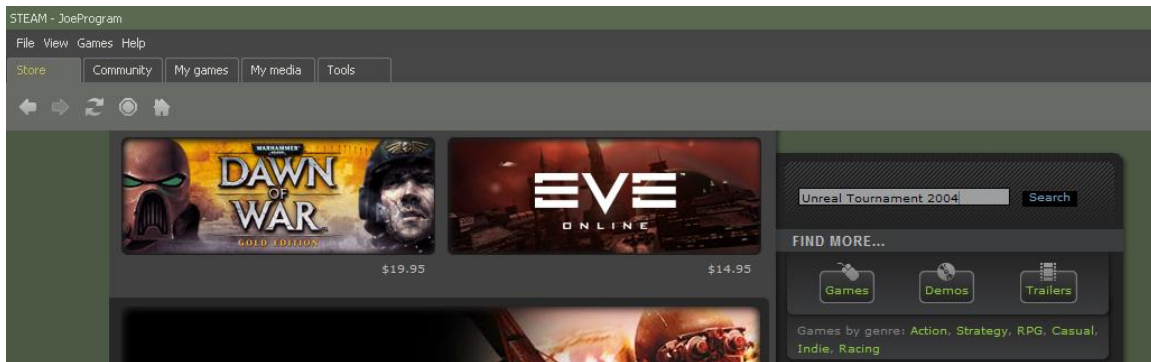 STEAM - JoeProgram
File View Games Help
Store Community My games My media Tools
WARHAMMER
DAWN
OF
WAR
GOLD EDITION
$19.95
EVE
ONLINE
$14.95
Unreal Tournament 2004 Search
FIND MORE...
Games Demos Trailers
Games by genre: Action, Strategy, RPG, Casual,
Indie, Racing